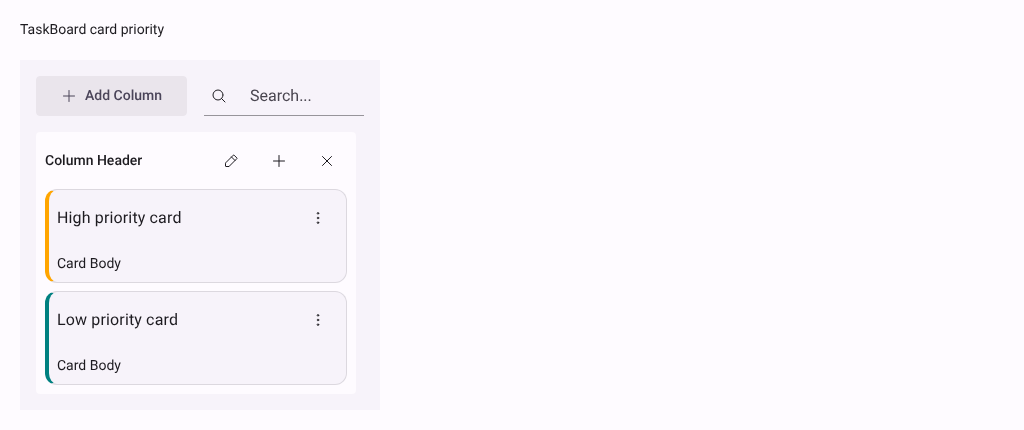 TaskBoard card priority
Add Column
Search...
Column Header
High priority card
Card Body
Low priority card
Card Body